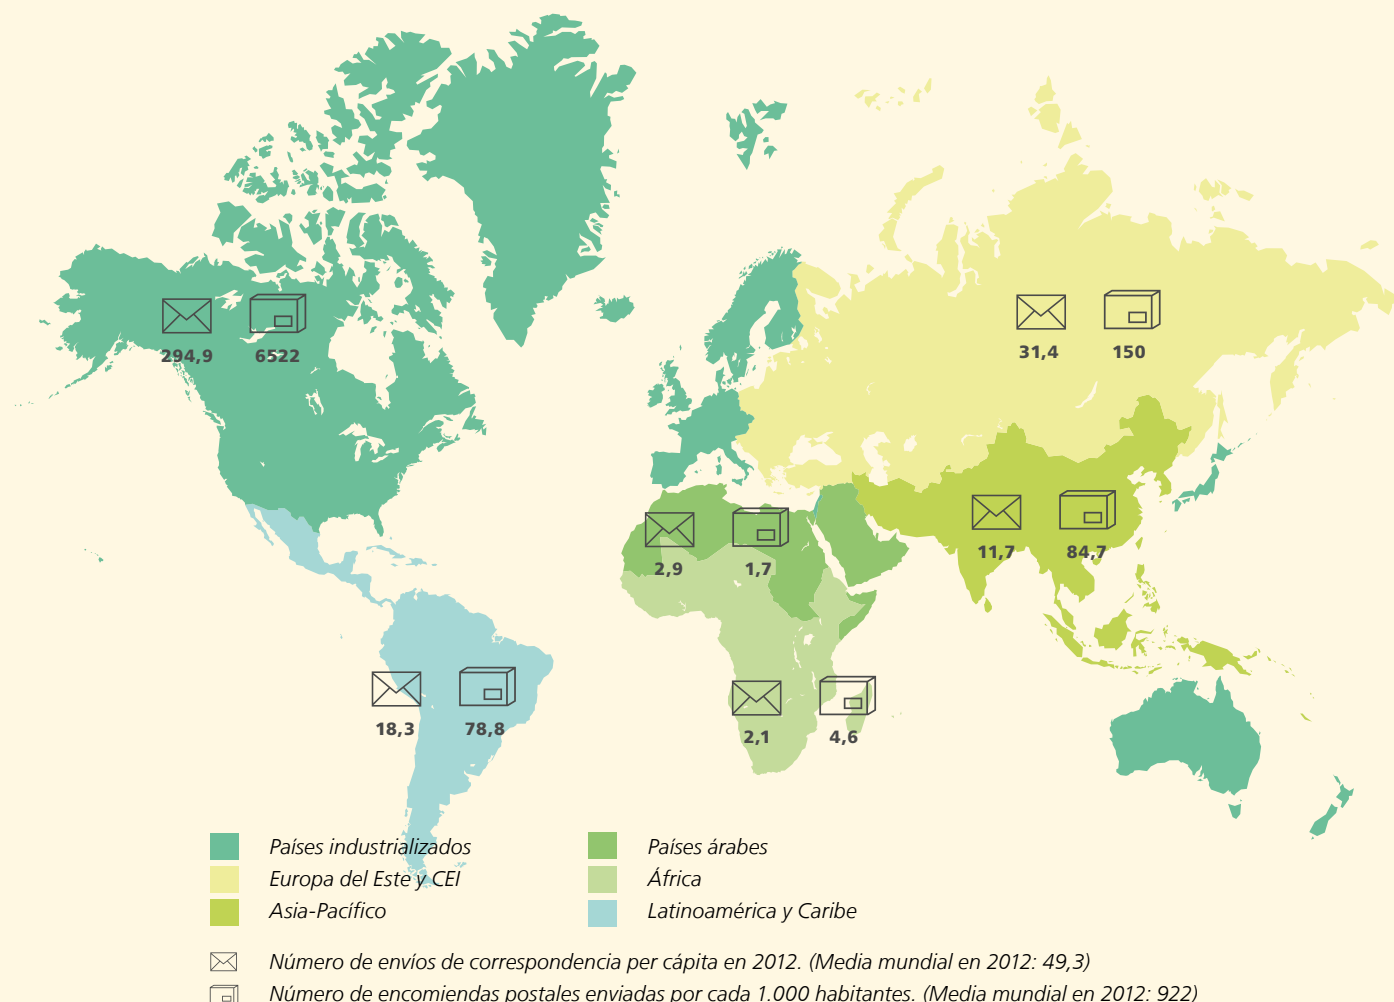 294,9 6522
31,4 150
11,7 84,7
2,9 1,7
18,3 78,8
2,1 4,6
Países industrializados
Europa del Este y CEI
Asia-Pacífico
Países árabes
África
Latinoamérica y Caribe
Número de envíos de correspondencia per cápita en 2012. (Media mundial en 2012: 49,3)
Número de encomiendas postales enviadas por cada 1.000 habitantes. (Media mundial en 2012: 922)